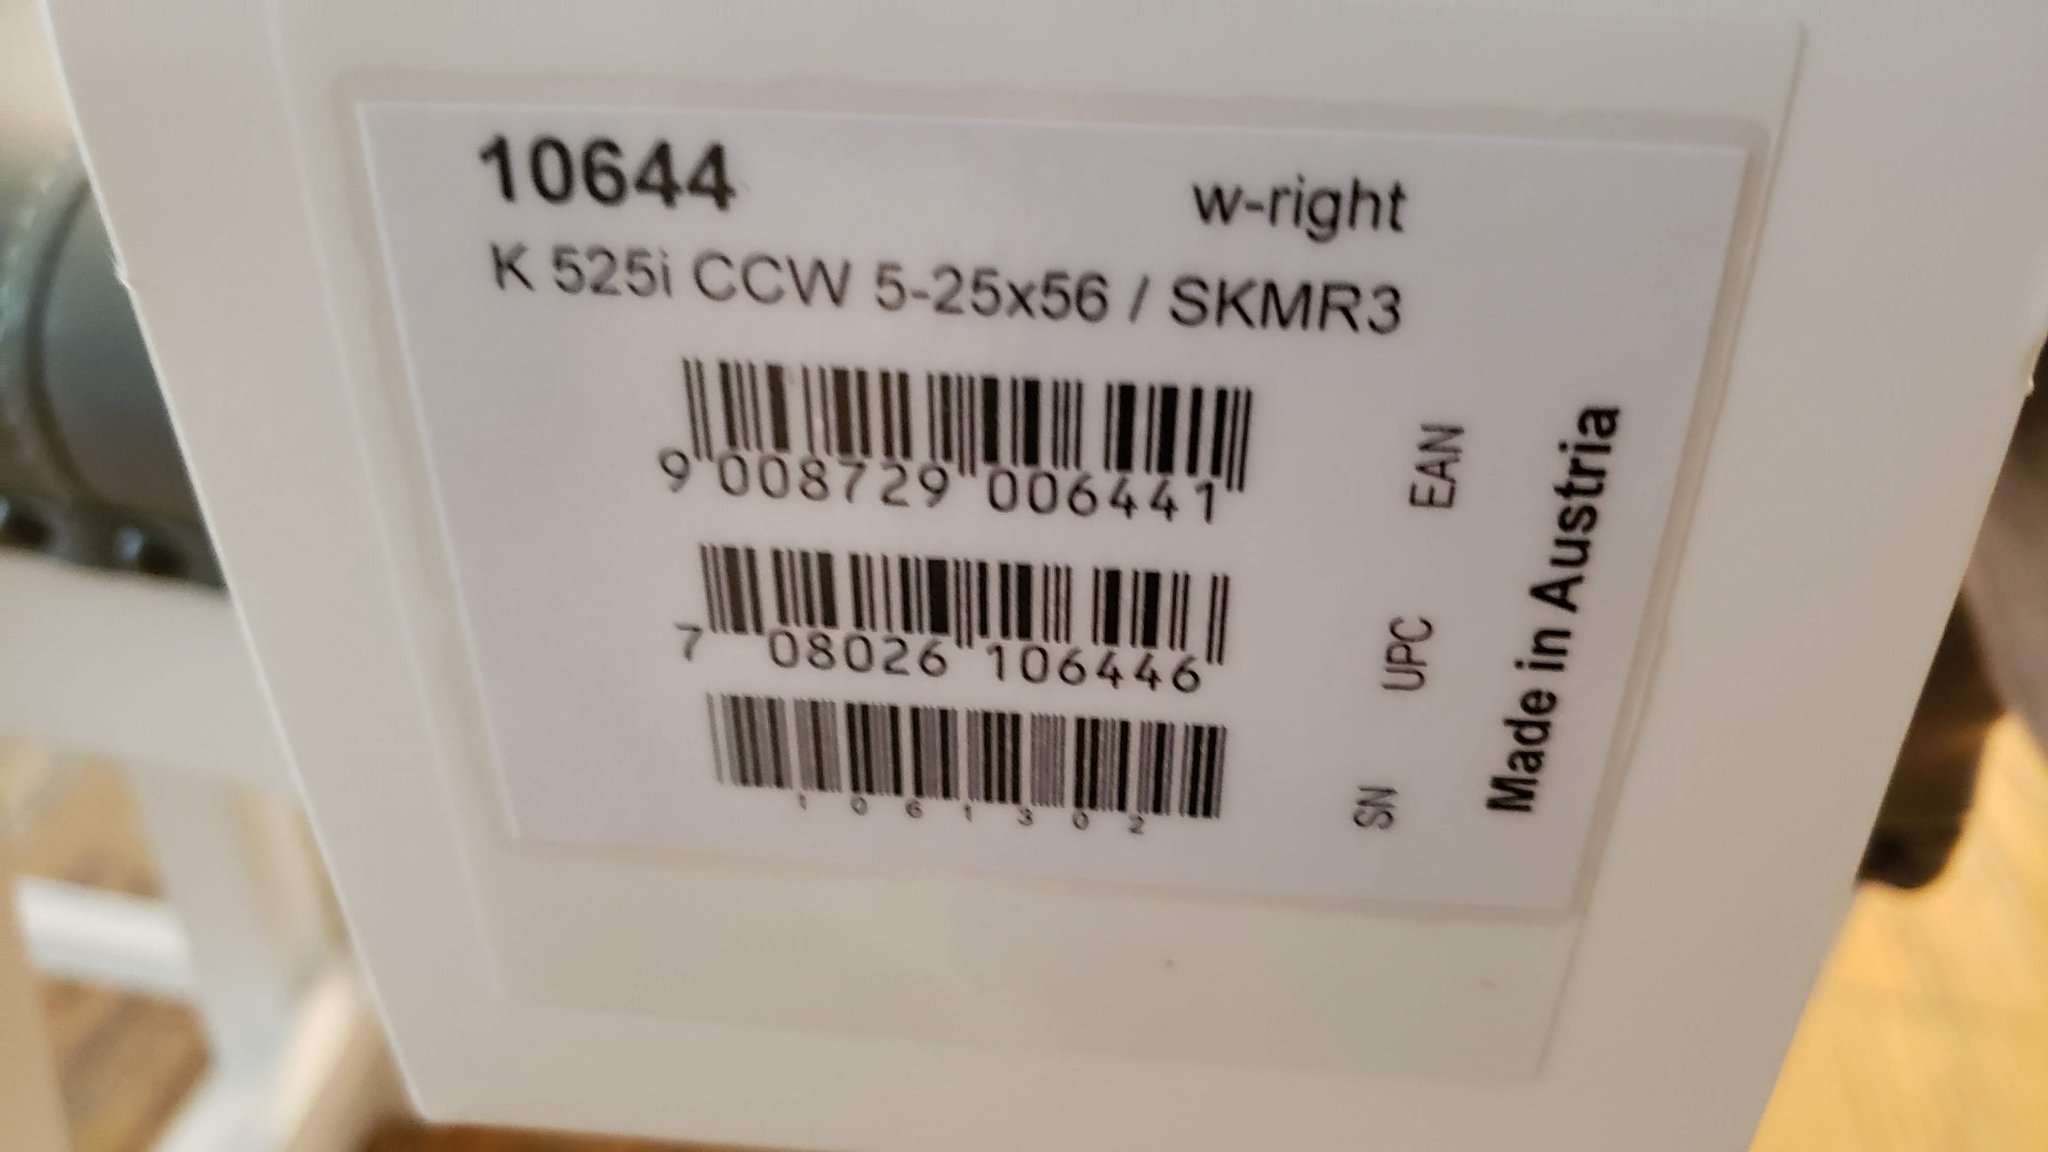 10644
w-right
K 525i CCW 5-25x56 / SKMR3
9 008729 006441
EAN
7 08026 106446
UPC
1061302
SN
Made in Austria